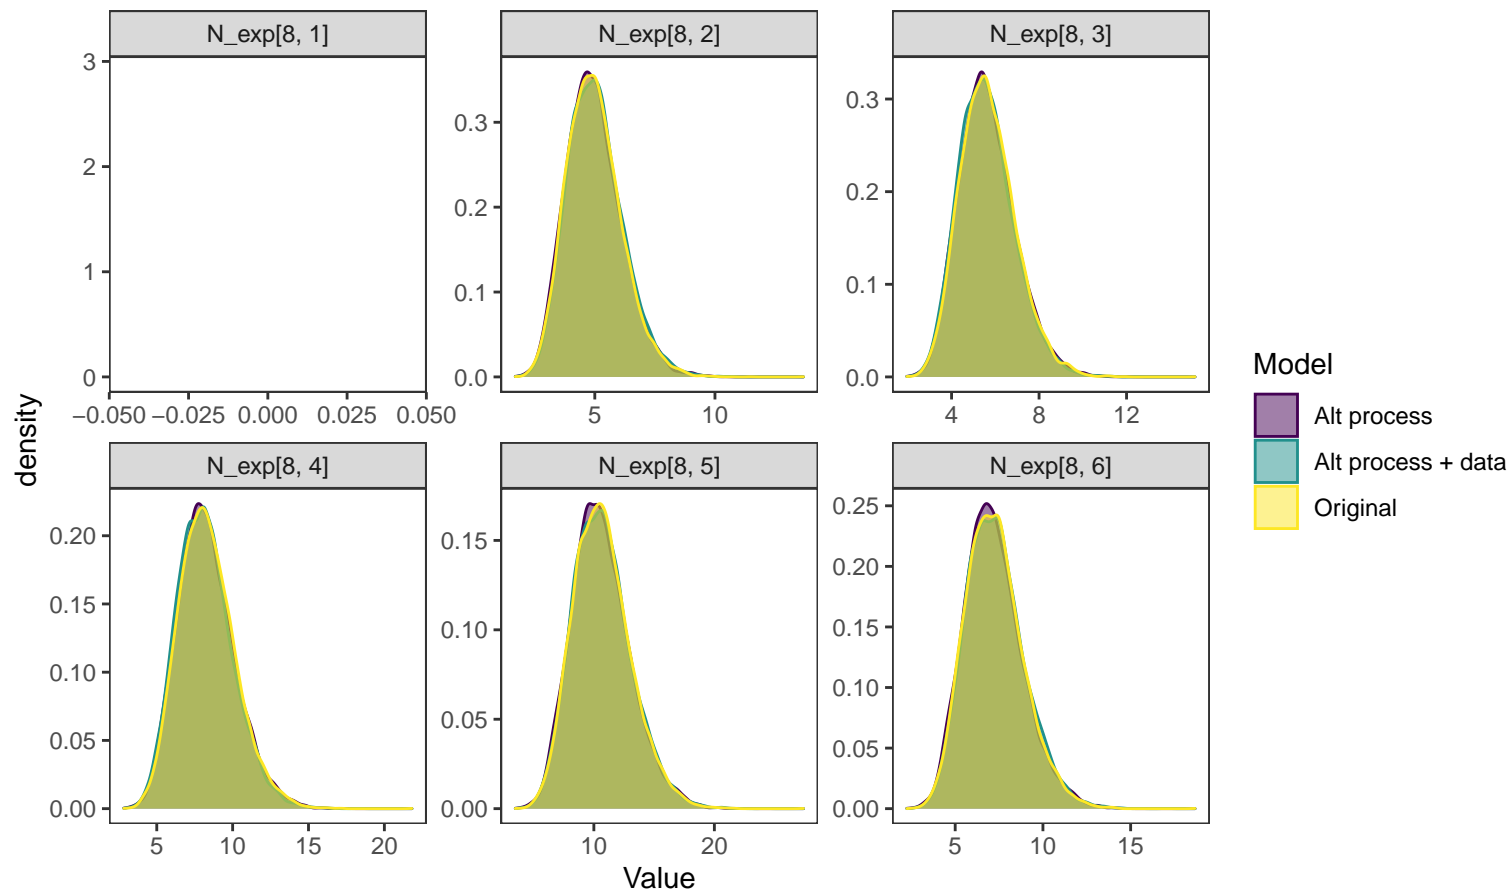 N_exp[8, 1]
N_exp[8, 2]
N_exp[8, 3]
3
2
1
0
−0.050 −0.025 0.000 0.025 0.050
0.3
0.2
0.1
0.0
5 10
0.3
0.2
0.1
0.0
4 8 12
density
N_exp[8, 4]
N_exp[8, 5]
N_exp[8, 6]
0.20
0.15
0.10
0.05
0.00
5 10 15 20
0.15
0.10
0.05
0.00
10 20
0.25
0.20
0.15
0.10
0.05
0.00
5 10 15
Value
Model
Alt process
Alt process + data
Original